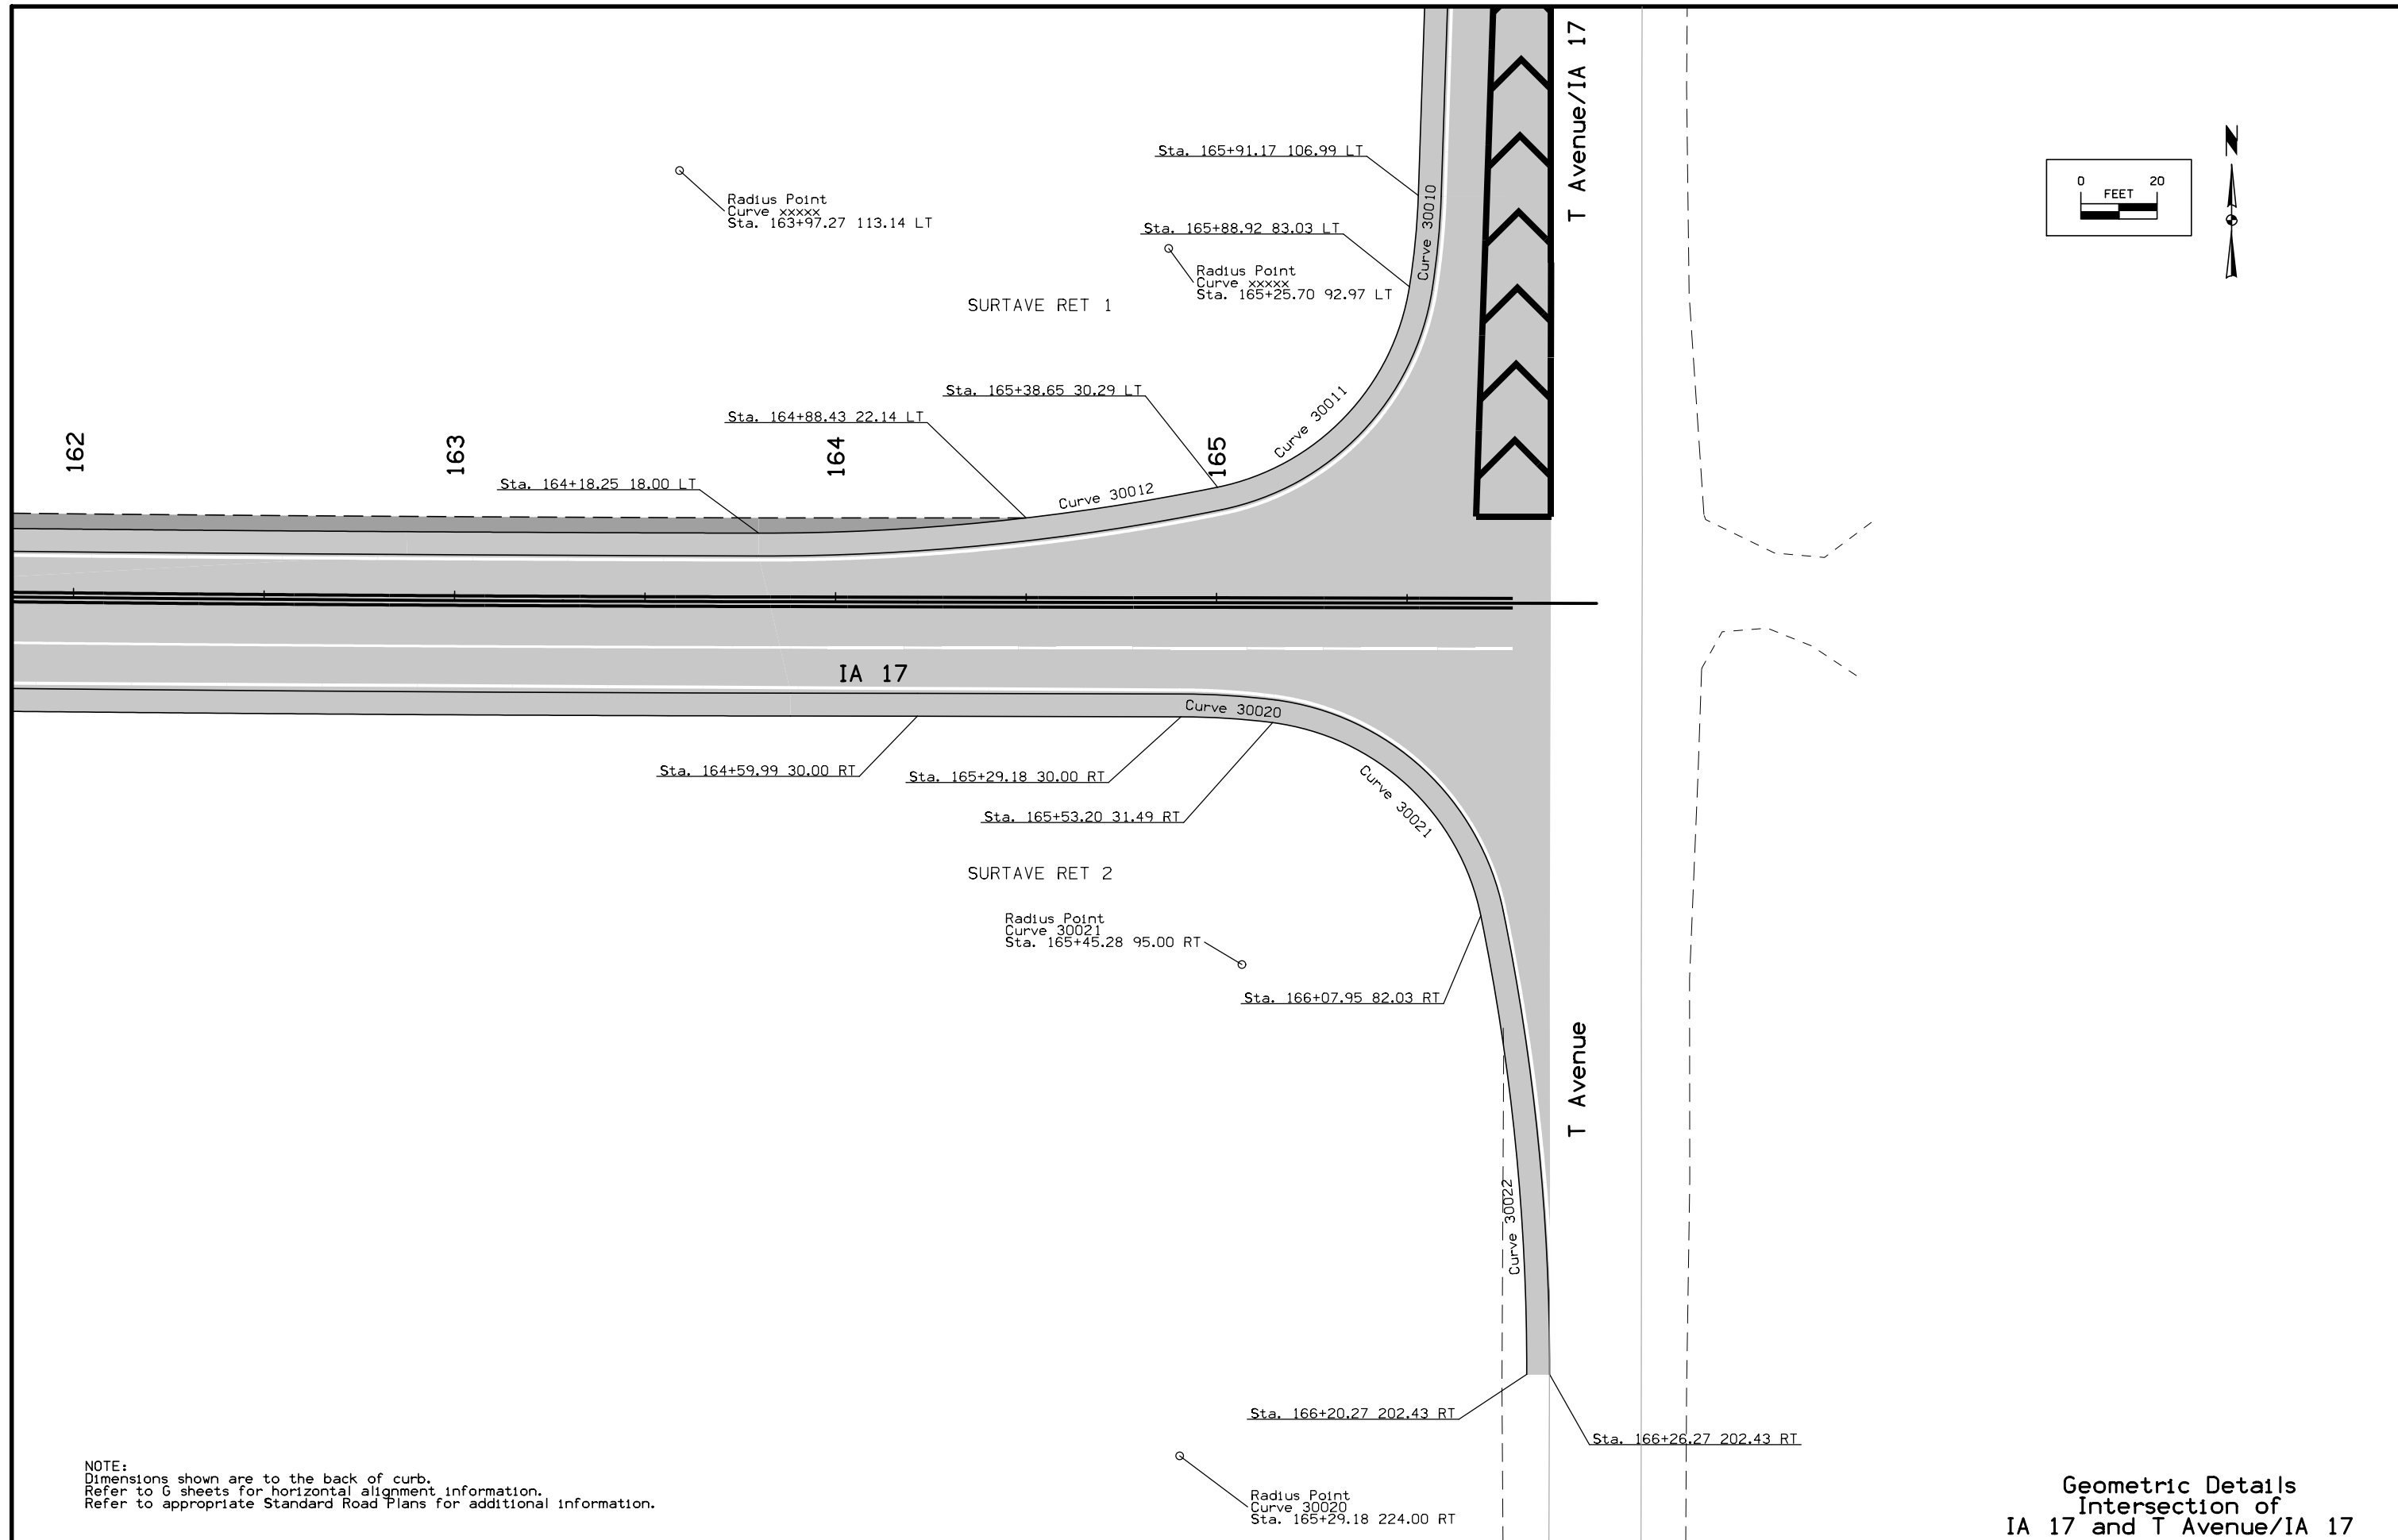 T Avenue/IA 17
N
0 20
FEET
Sta. 165+91.17 106.99 LT
Radius Point
Curve xxxxx
Sta. 163+97.27 113.14 LT
Curve 30010
Sta. 165+88.92 83.03 LT
Radius Point
Curve xxxxx
Sta. 165+25.70 92.97 LT
SURTAVE RET 1
Sta. 165+38.65 30.29 LT
Curve 30011
Sta. 164+88.43 22.14 LT
162
163
164
165
Sta. 164+18.25 18.00 LT
Curve 30012
IA 17
Curve 30020
Sta. 164+59.99 30.00 RT
Sta. 165+29.18 30.00 RT
Sta. 165+53.20 31.49 RT
Curve 30021
SURTAVE RET 2
Radius Point
Curve 30021
Sta. 165+45.28 95.00 RT
Sta. 166+07.95 82.03 RT
T Avenue
Curve 30022
Sta. 166+20.27 202.43 RT
Sta. 166+26.27 202.43 RT
NOTE:
Dimensions shown are to the back of curb.
Refer to G sheets for horizontal alignment information.
Refer to appropriate Standard Road Plans for additional information.
Radius Point
Curve 30020
Sta. 165+29.18 224.00 RT
Geometric Details
Intersection of
IA 17 and T Avenue/IA 17